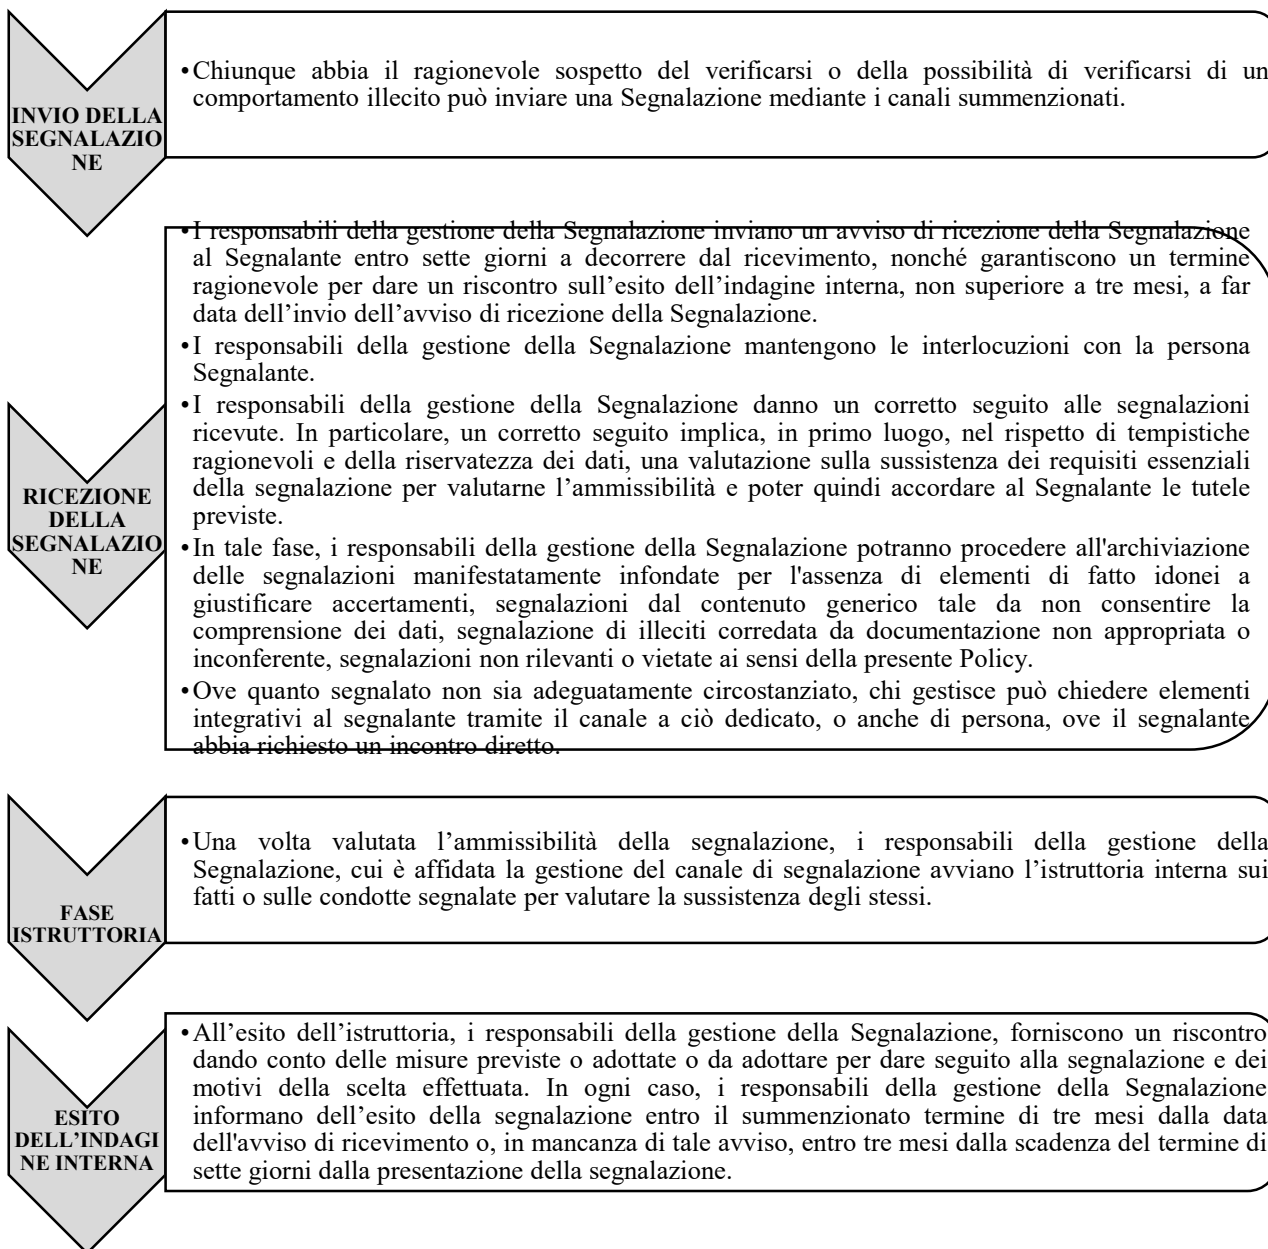 INVIO DELLA
SEGNALAZIO
NE
•Chiunque abbia il ragionevole sospetto del verificarsi o della possibilità di verificarsi di un
comportamento illecito può inviare una Segnalazione mediante i canali summenzionati.
RICEZIONE
DELLA
SEGNALAZIO
NE
•I responsabili della gestione della Segnalazione inviano un avviso di ricezione della Segnalazione
al Segnalante entro sette giorni a decorrere dal ricevimento, nonché garantiscono un termine
ragionevole per dare un riscontro sull’esito dell’indagine interna, non superiore a tre mesi, a far
data dell’invio dell’avviso di ricezione della Segnalazione.
•I responsabili della gestione della Segnalazione mantengono le interlocuzioni con la persona
Segnalante.
•I responsabili della gestione della Segnalazione danno un corretto seguito alle segnalazioni
ricevute. In particolare, un corretto seguito implica, in primo luogo, nel rispetto di tempistiche
ragionevoli e della riservatezza dei dati, una valutazione sulla sussistenza dei requisiti essenziali
della segnalazione per valutarne l’ammissibilità e poter quindi accordare al Segnalante le tutele
previste.
•In tale fase, i responsabili della gestione della Segnalazione potranno procedere all'archiviazione
delle segnalazioni manifestatamente infondate per l'assenza di elementi di fatto idonei a
giustificare accertamenti, segnalazioni dal contenuto generico tale da non consentire la
comprensione dei dati, segnalazione di illeciti corredata da documentazione non appropriata o
inconferente, segnalazioni non rilevanti o vietate ai sensi della presente Policy.
•Ove quanto segnalato non sia adeguatamente circostanziato, chi gestisce può chiedere elementi
integrativi al segnalante tramite il canale a ciò dedicato, o anche di persona, ove il segnalante
abbia richiesto un incontro diretto.
FASE
ISTRUTTORIA
•Una volta valutata l’ammissibilità della segnalazione, i responsabili della gestione della
Segnalazione, cui è affidata la gestione del canale di segnalazione avviano l’istruttoria interna sui
fatti o sulle condotte segnalate per valutare la sussistenza degli stessi.
ESITO
DELL’INDAGI
NE INTERNA
•All’esito dell’istruttoria, i responsabili della gestione della Segnalazione, forniscono un riscontro
dando conto delle misure previste o adottate o da adottare per dare seguito alla segnalazione e dei
motivi della scelta effettuata. In ogni caso, i responsabili della gestione della Segnalazione
informano dell’esito della segnalazione entro il summenzionato termine di tre mesi dalla data
dell'avviso di ricevimento o, in mancanza di tale avviso, entro tre mesi dalla scadenza del termine di
sette giorni dalla presentazione della segnalazione.